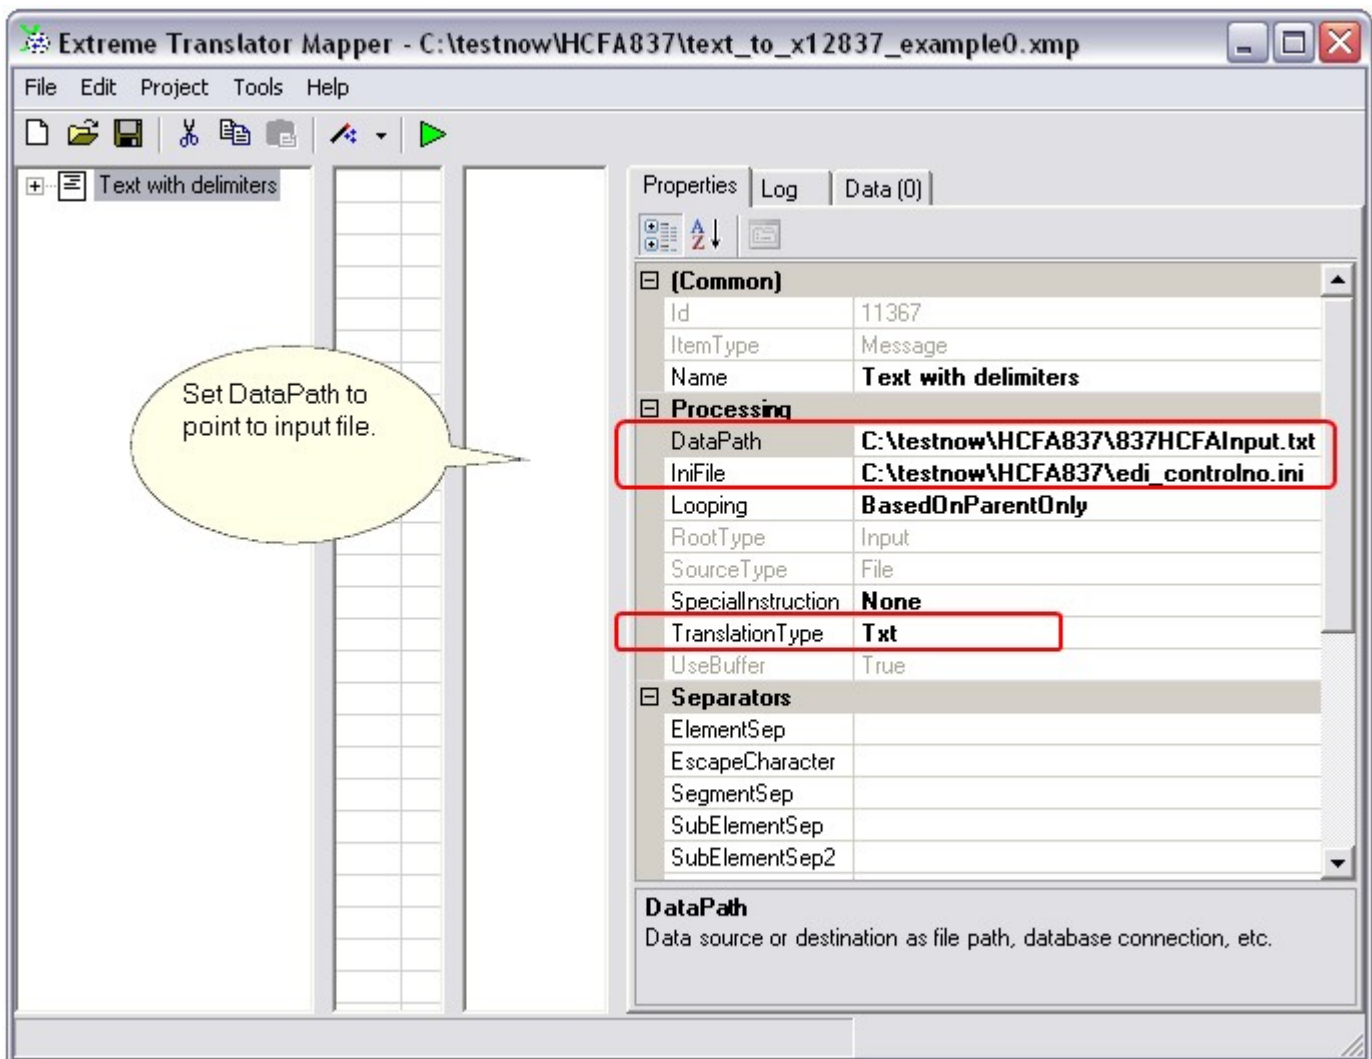 Extreme Translator Mapper - C:\testnow\HCFA837\text_to_x12837_example0.xmp
File Edit Project Tools Help
Text with delimiters
Set DataPath to
point to input file.
Properties Log Data (0)
A
Z
(Common)
Id 11367
ItemType Message
Name Text with delimiters
Processing
DataPath C:\testnow\HCFA837\837HCFAInput.txt
IniFile C:\testnow\HCFA837\edi_controlno.ini
Looping BasedOnParentOnly
RootType Input
SourceType File
SpecialInstruction None
TranslationType Txt
UseBuffer True
Separators
ElementSep
EscapeCharacter
SegmentSep
SubElementSep
SubElementSep2
DataPath
Data source or destination as file path, database connection, etc.